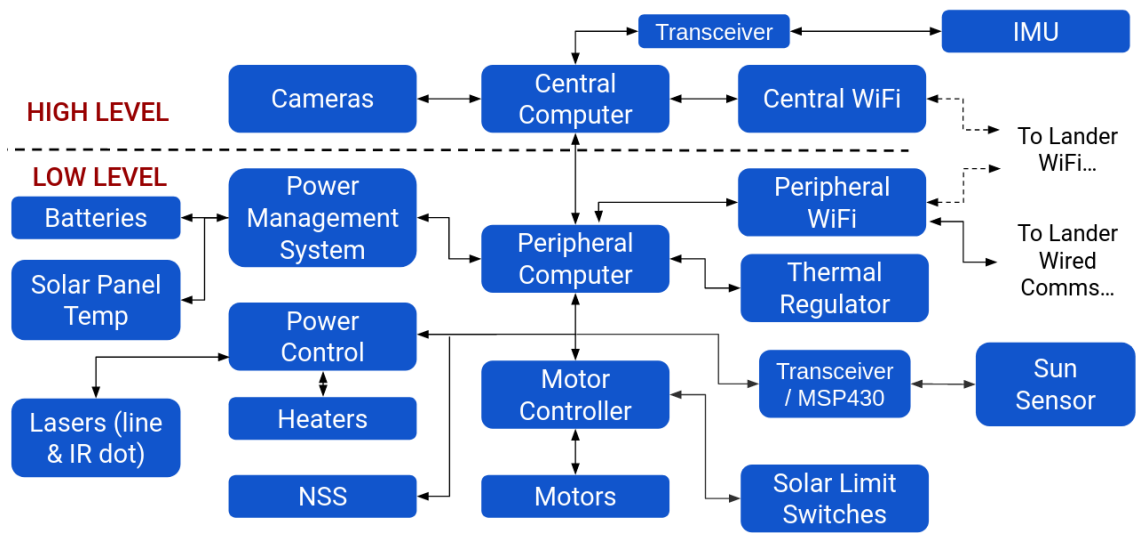 Transceiver
IMU
Cameras
Central
Computer
Central WiFi
HIGH LEVEL
To Lander
WiFi...
LOW LEVEL
Batteries
Power
Management
System
Peripheral
WiFi
Peripheral
Computer
To Lander
Wired
Comms...
Solar Panel
Temp
Thermal
Regulator
Power
Control
Motor
Controller
Transceiver
/ MSP430
Sun
Sensor
Lasers (line
& IR dot)
Heaters
NSS
Motors
Solar Limit
Switches